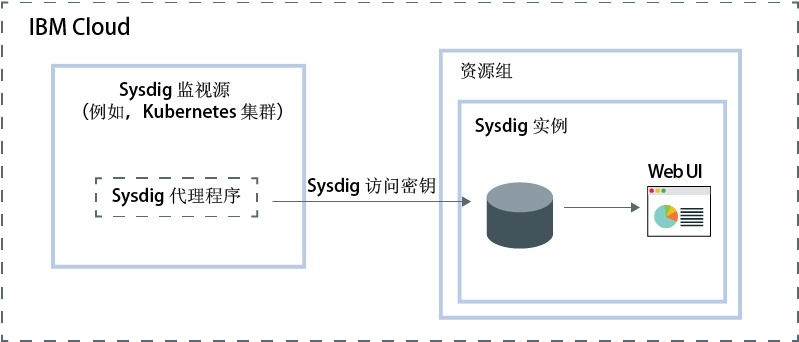 IBM Cloud
Sysdig 监视源
（例如，Kubernetes 集群）
Sysdig 代理程序
Sysdig 访问密钥
资源组
Sysdig 实例
Web UI